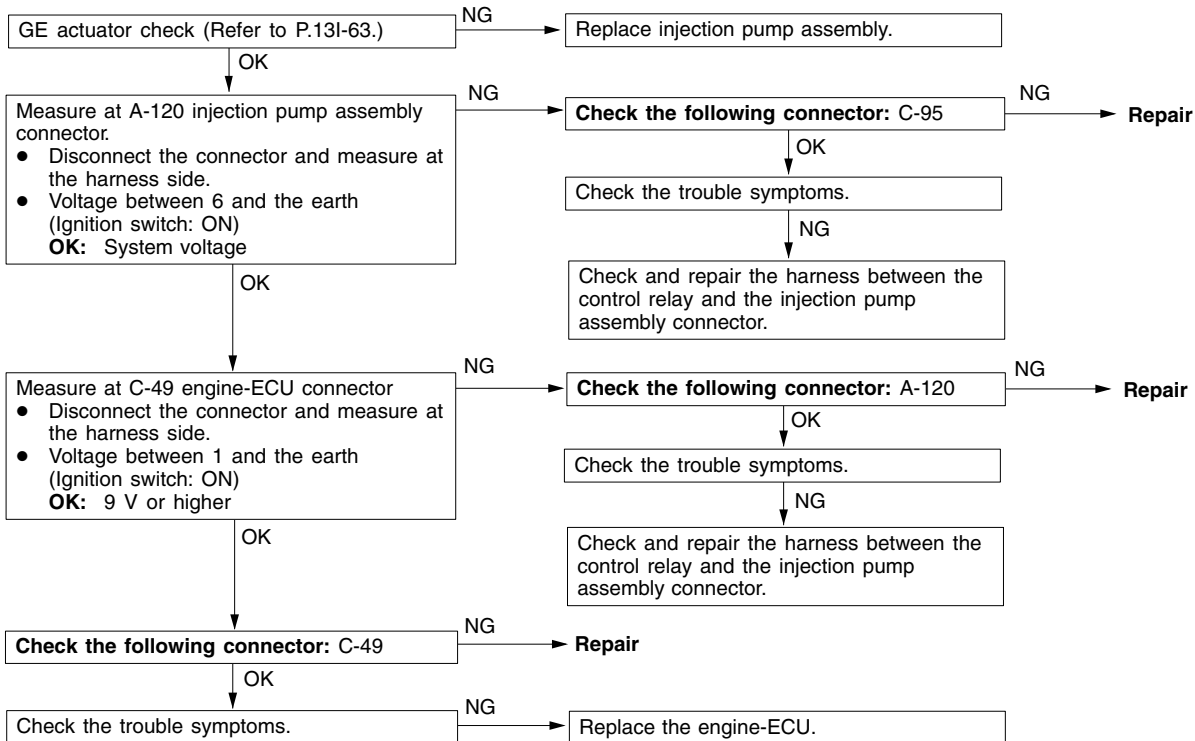 GE actuator check (Refer to P.13I-63.)
NG
Replace injection pump assembly.
OK
Measure at A-120 injection pump assembly
connector.
● Disconnect the connector and measure at
the harness side.
● Voltage between 6 and the earth
(Ignition switch: ON)
OK: System voltage
NG
Check the following connector: C-95
NG
Repair
OK
Check the trouble symptoms.
NG
Check and repair the harness between the
control relay and the injection pump
assembly connector.
OK
Measure at C-49 engine-ECU connector
● Disconnect the connector and measure at
the harness side.
● Voltage between 1 and the earth
(Ignition switch: ON)
OK: 9 V or higher
NG
Check the following connector: A-120
NG
Repair
OK
Check the trouble symptoms.
NG
Check and repair the harness between the
control relay and the injection pump
assembly connector.
OK
Check the following connector: C-49
NG
Repair
OK
Check the trouble symptoms.
NG
Replace the engine-ECU.